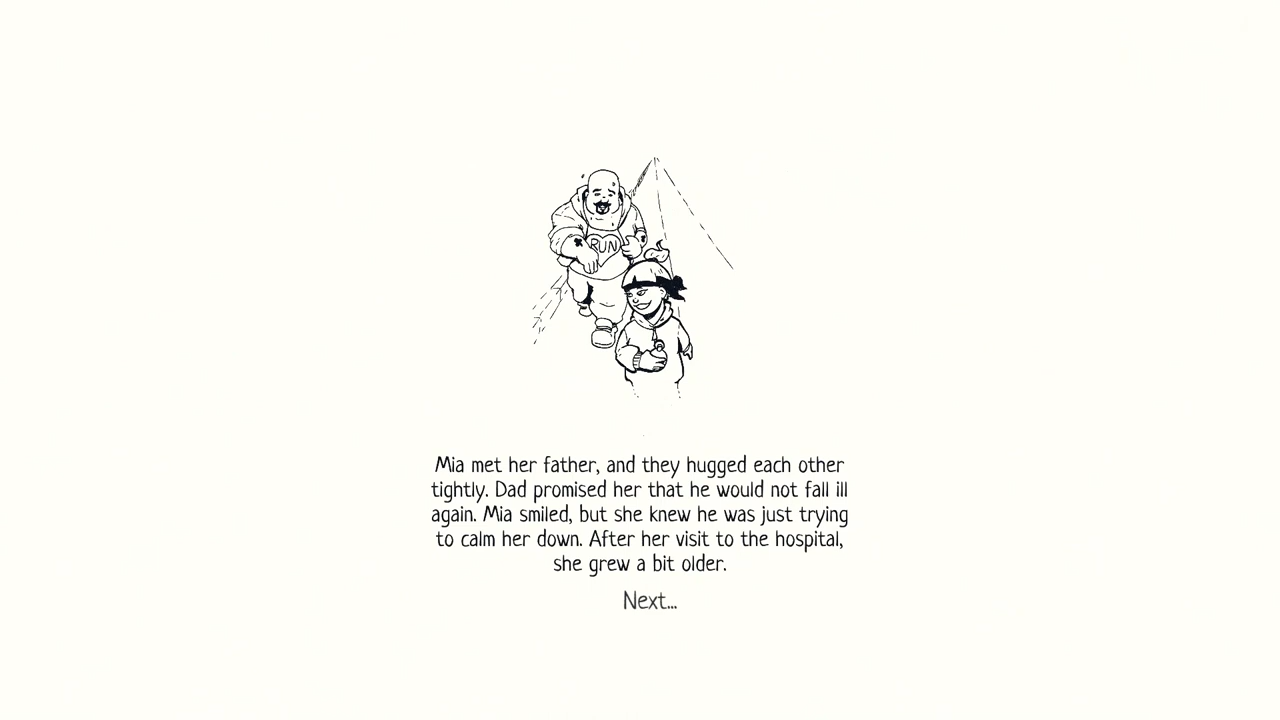 RUN
Mia met her father, and they hugged each other
tightly. Dad promised her that he would not fall ill
again. Mia smiled, but she knew he was just trying
to calm her down. After her visit to the hospital,
she grew a bit older.
Next...